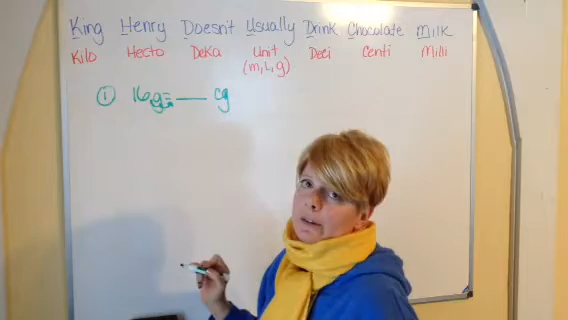 King Henry Doesn't Usually Drink Chocolate Milk
Kilo Hecto Deka Unit Deci Centi Milli
(m, L, g)
① 16g = ___ cg